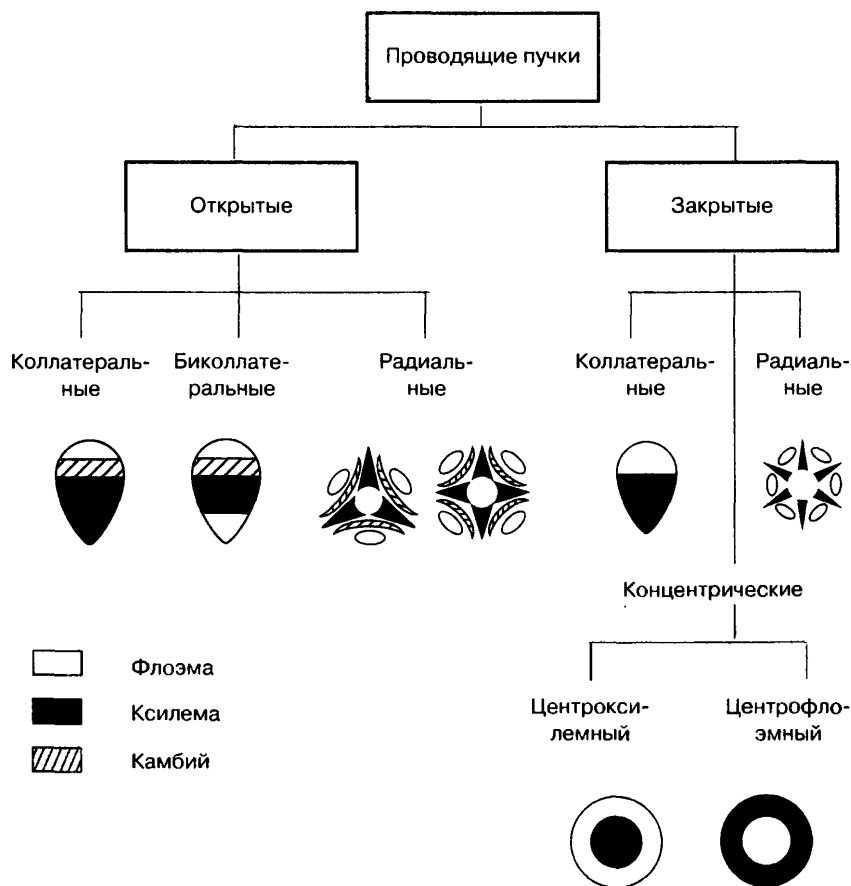 Проводящие пучки
Открытые
Закрытые
Коллатераль-
ные
Биколлате-
ральные
Радиаль-
ные
Коллатераль-
ные
Радиаль-
ные
Концентрические
Флоэма
Ксилема
Камбий
Центрокси-
лемный
Центрофло-
эмный